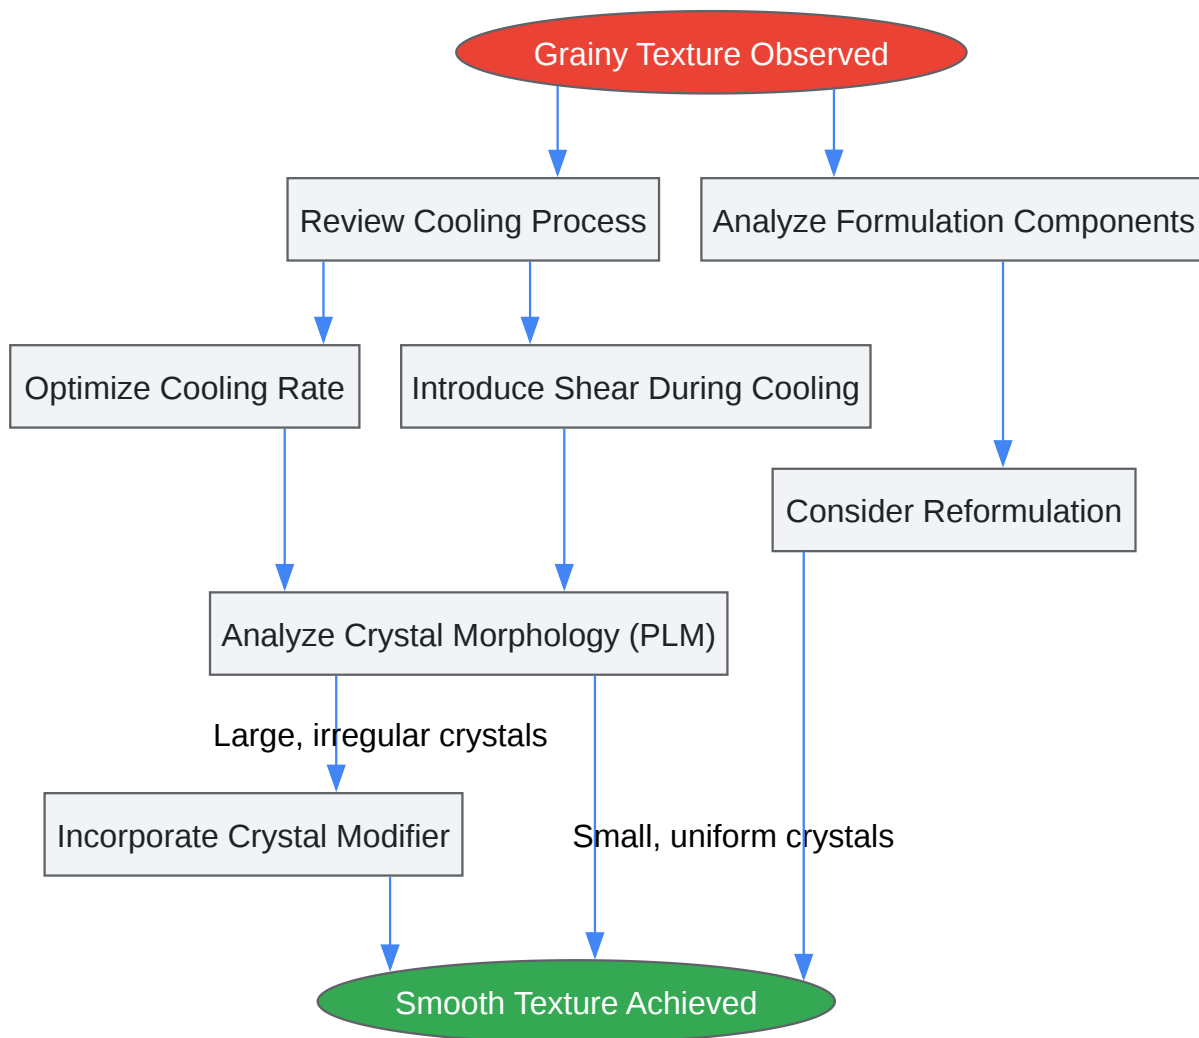 Grainy Texture Observed
Review Cooling Process
Analyze Formulation Components
Optimize Cooling Rate
Introduce Shear During Cooling
Consider Reformulation
Analyze Crystal Morphology (PLM)
Large, irregular crystals
Incorporate Crystal Modifier
Small, uniform crystals
Smooth Texture Achieved